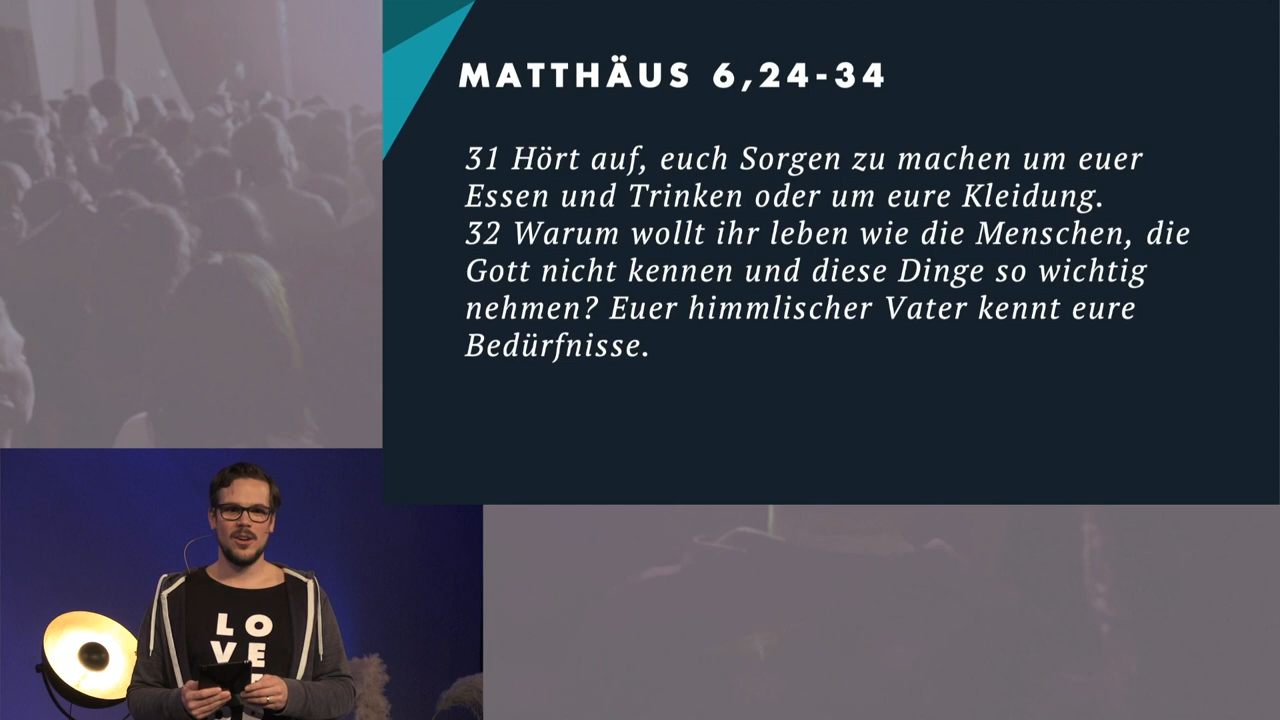 MATTHÄUS 6,24-34
31 Hört auf, euch Sorgen zu machen um euer
Essen und Trinken oder um eure Kleidung.
32 Warum wollt ihr leben wie die Menschen, die
Gott nicht kennen und diese Dinge so wichtig
nehmen? Euer himmlischer Vater kennt eure
Bedürfnisse.
LO
VE